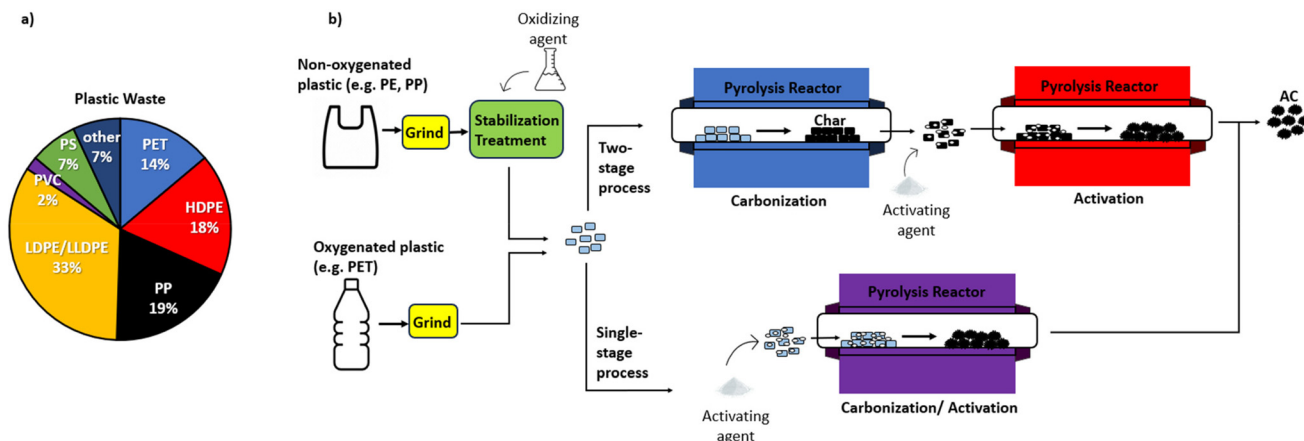 a)
Plastic Waste
other
7%
PET
14%
HDPE
18%
PP
19%
LDPE/LLDPE
33%
PVC
2%
PS
7%
b)
Oxidizing
agent
Non-oxygenated
plastic (e.g. PE, PP)
Grind
Stabilization
Treatment
Oxygenated plastic
(e.g. PET)
Grind
Two-
stage
process
Pyrolysis Reactor
Char
Carbonization
Activating
agent
Pyrolysis Reactor
Activation
AC
Single-
stage
process
Activating
agent
Pyrolysis Reactor
Carbonization/ Activation